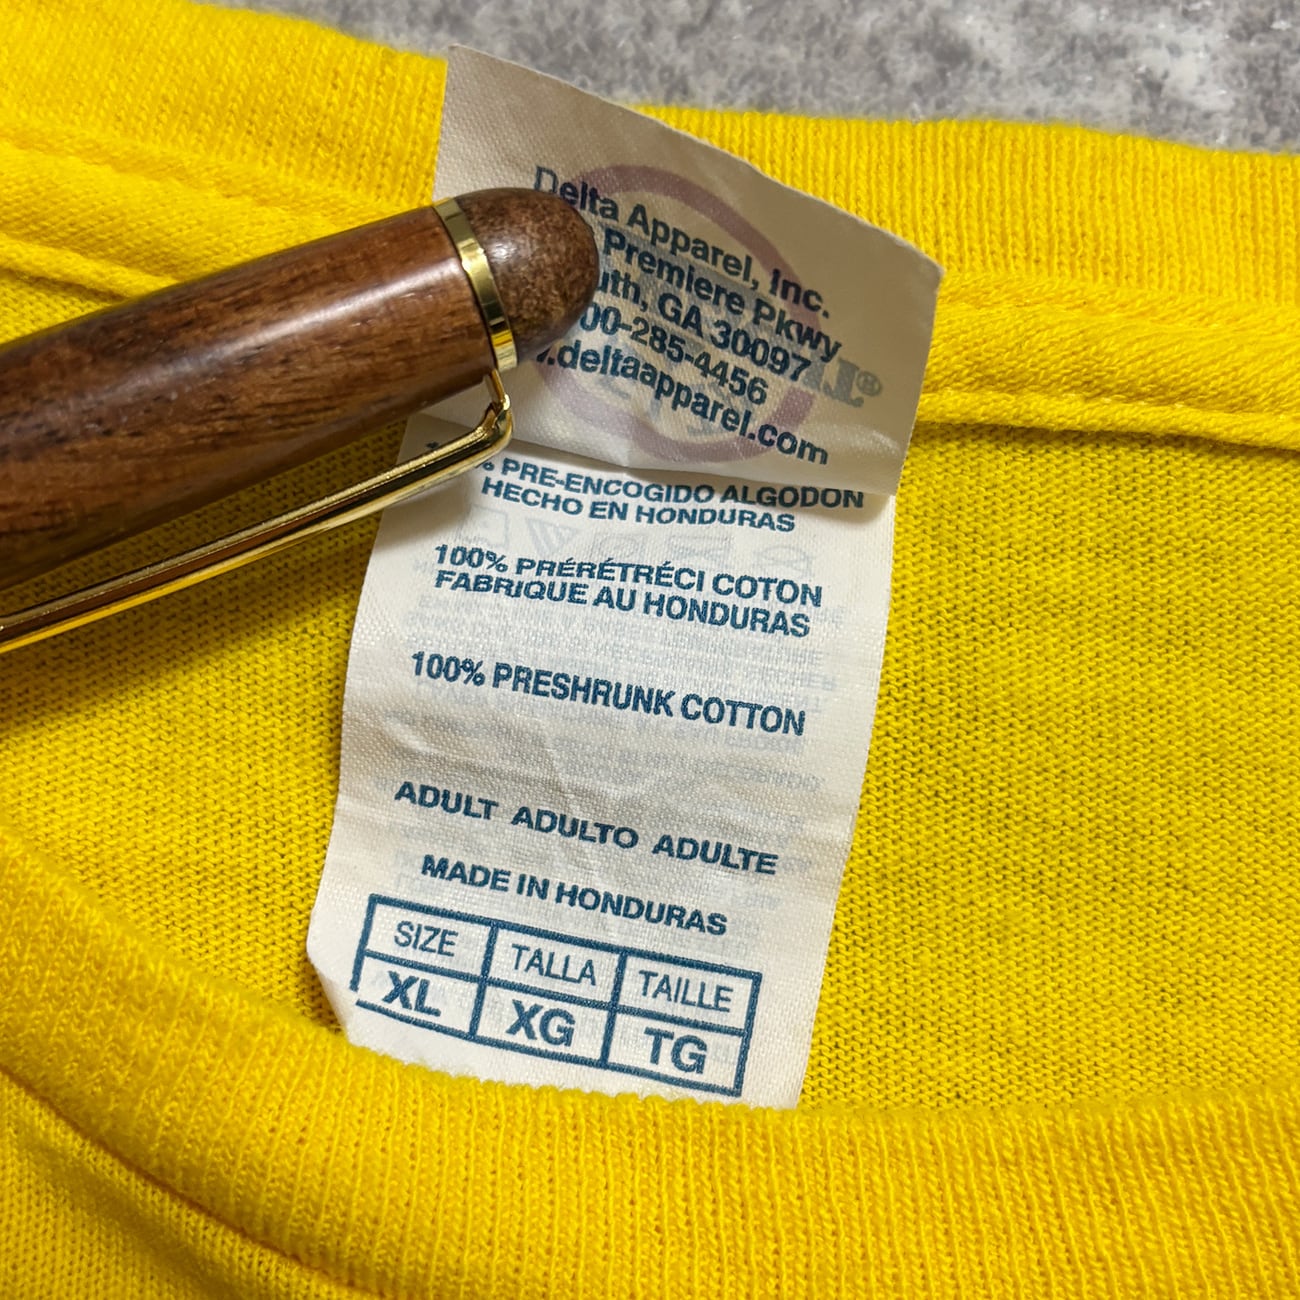 Delta Apparel, Inc.
Premiere Pkwy
GA 30097
00-285-4456
.deltaapparel.com
% PRE-ENCOGIDO ALGODON
HECHO EN HONDURAS
100% PRÉRÉTRÉCI COTON
FABRIQUE AU HONDURAS
100% PRESHRUNK COTTON
ADULT ADULTO ADULTE
MADE IN HONDURAS
SIZE TALLA TAILLE
XL XG TG